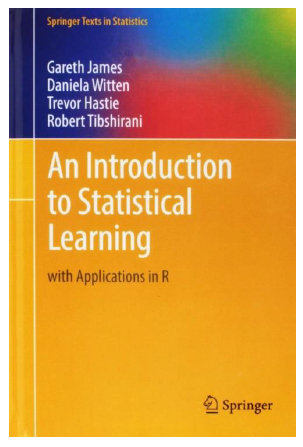 Springer Texts in Statistics
Gareth James
Daniela Witten
Trevor Hastie
Robert Tibshirani
An Introduction
to Statistical
Learning
with Applications in R
Springer